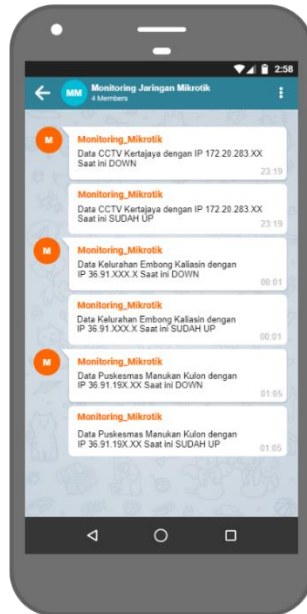 2:58
MM
Monitoring Jaringan Mikrotik
4 Members
M
Monitoring_Mikrotik
Data CCTV Kertajaya dengan IP 172.20.283.XX
Saat ini DOWN
23:19
Monitoring_Mikrotik
Data CCTV Kertajaya dengan IP 172.20.283.XX
Saat ini SUDAH UP
23:19
M
Monitoring_Mikrotik
Data Kelurahan Embong Kaliasin dengan
IP 36.91.XXX.X Saat ini DOWN
00:01
Monitoring_Mikrotik
Data Kelurahan Embong Kaliasin dengan
IP 36.91.XXX.X Saat ini SUDAH UP
00:01
M
Monitoring_Mikrotik
Data Puskesmas Manukan Kulon dengan
IP 36.91.19X.XX Saat ini DOWN
01:05
Monitoring_Mikrotik
Data Puskesmas Manukan Kulon dengan
IP 36.91.19X.XX Saat ini SUDAH UP
01:05